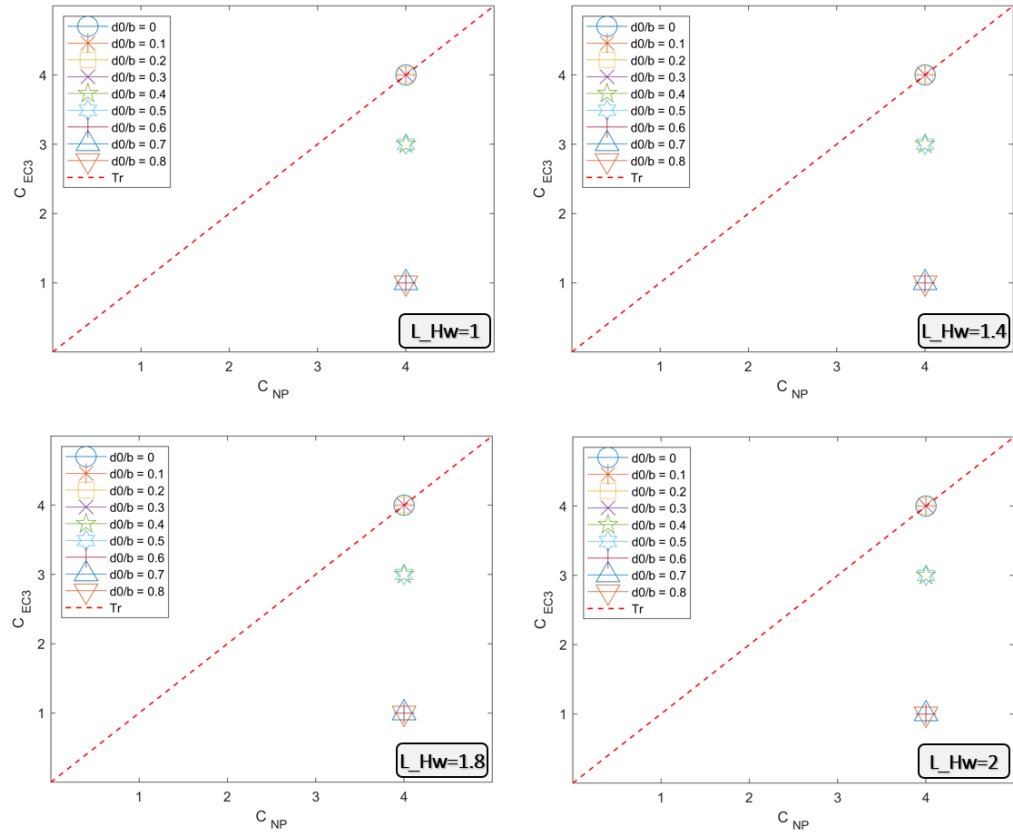 d0/b = 0
d0/b = 0.1
d0/b = 0.2
d0/b = 0.3
d0/b = 0.4
d0/b = 0.5
d0/b = 0.6
d0/b = 0.7
d0/b = 0.8
Tr
4
3
2
1
C EC3
1
2
3
4
C NP
L_Hw=1
d0/b = 0
d0/b = 0.1
d0/b = 0.2
d0/b = 0.3
d0/b = 0.4
d0/b = 0.5
d0/b = 0.6
d0/b = 0.7
d0/b = 0.8
Tr
4
3
2
1
C EC3
1
2
3
4
C NP
L_Hw=1.4
d0/b = 0
d0/b = 0.1
d0/b = 0.2
d0/b = 0.3
d0/b = 0.4
d0/b = 0.5
d0/b = 0.6
d0/b = 0.7
d0/b = 0.8
Tr
4
3
2
1
C EC3
1
2
3
4
C NP
L_Hw=1.8
d0/b = 0
d0/b = 0.1
d0/b = 0.2
d0/b = 0.3
d0/b = 0.4
d0/b = 0.5
d0/b = 0.6
d0/b = 0.7
d0/b = 0.8
Tr
4
3
2
1
C EC3
1
2
3
4
C NP
L_Hw=2